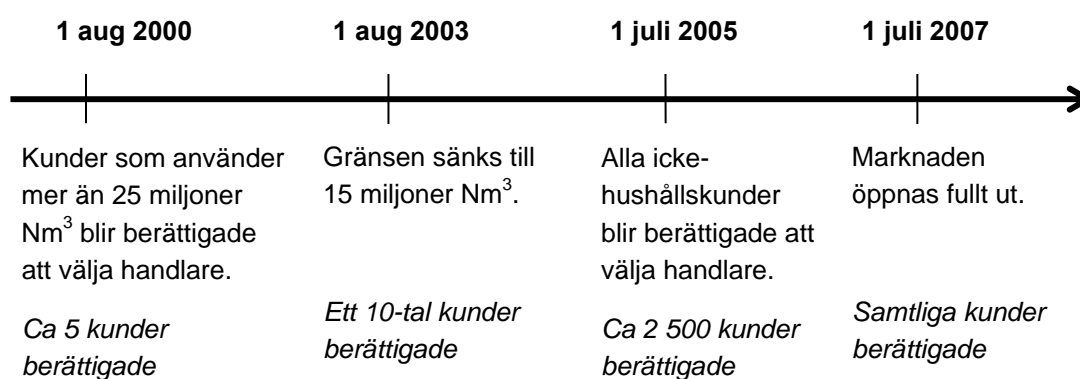 1 aug 2000
1 aug 2003
1 juli 2005
1 juli 2007
Kunder som använder
mer än 25 miljoner
Nm³ blir berättigade
att välja handlare.
Ca 5 kunder
berättigade
Gränsen sänks till
15 miljoner Nm³.
Ett 10-tal kunder
berättigade
Alla icke-
hushållskunder
blir berättigade att
välja handlare.
Ca 2 500 kunder
berättigade
Marknaden
öppnas fullt ut.
Samtliga kunder
berättigade